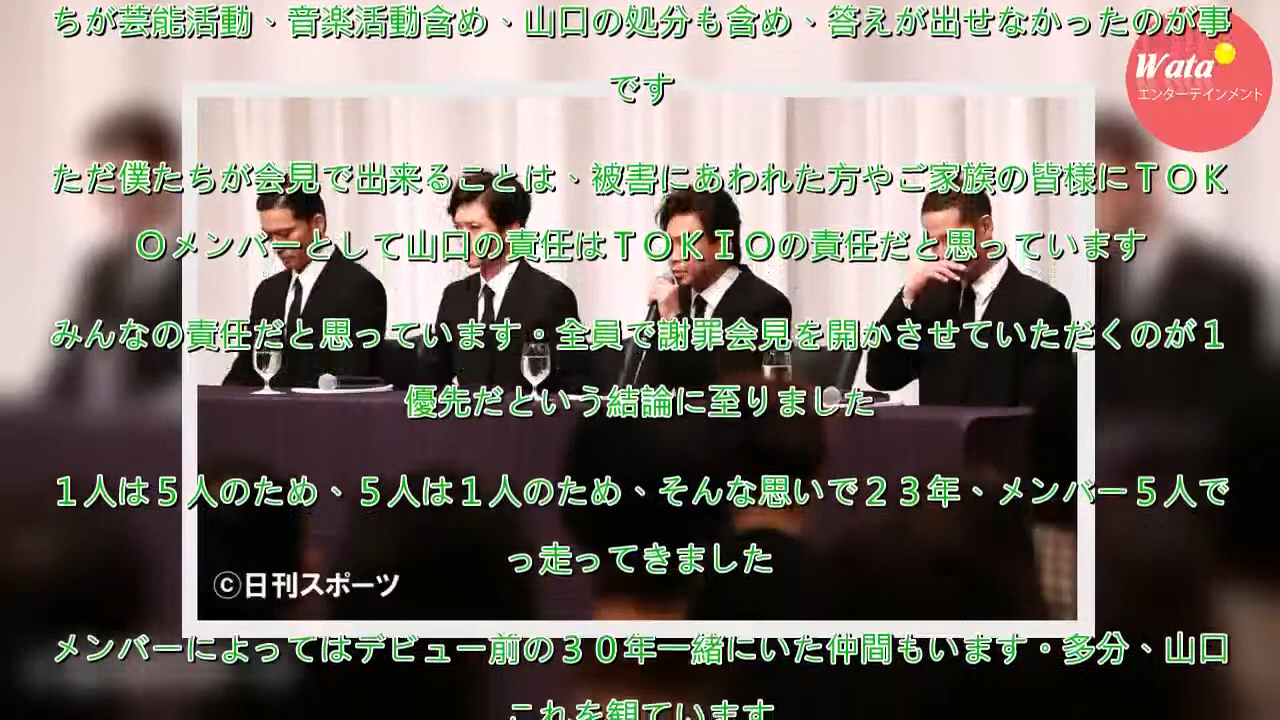 ちが芸能活動、音楽活動含め、山口の処分も含め、答えが出せなかったのが事
です
Wata
エンターテインメント
ただ僕たちが会見で出来ることは、被害にあわれた方やご家族の皆様にＴＯＫ
Ｏメンバーとして山口の責任はＴＯＫＩＯの責任だと思っています
みんなの責任だと思っています・全員で謝罪会見を開かさせていただくのが１
優先だという結論に至りました
１人は５人のため、５人は１人のため、そんな思いで２３年、メンバー５人で
っ走ってきました
©日刊スポーツ
メンバーによってはデビュー前の３０年一緒にいた仲間もいます・多分、山口
これを観ています